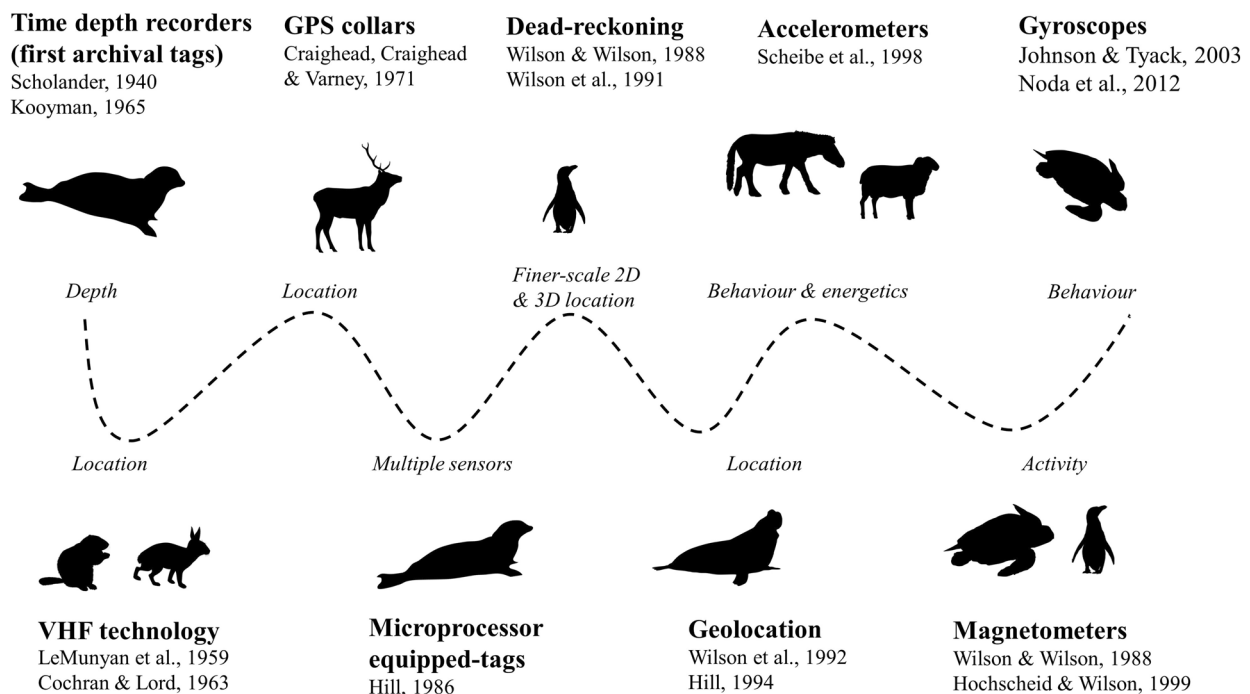 Time depth recorders
(first archival tags)
Scholander, 1940
Kooyman, 1965
GPS collars
Craighead, Craighead
& Varney, 1971
Dead-reckoning
Wilson & Wilson, 1988
Wilson et al., 1991
Accelerometers
Scheibe et al., 1998
Gyroscopes
Johnson & Tyack, 2003
Noda et al., 2012
Depth
Location
Finer-scale 2D
& 3D location
Behaviour & energetics
Behaviour
Location
Multiple sensors
Location
Activity
VHF technology
LeMunyan et al., 1959
Cochran & Lord, 1963
Microprocessor
equipped-tags
Hill, 1986
Geolocation
Wilson et al., 1992
Hill, 1994
Magnetometers
Wilson & Wilson, 1988
Hochscheid & Wilson, 1999